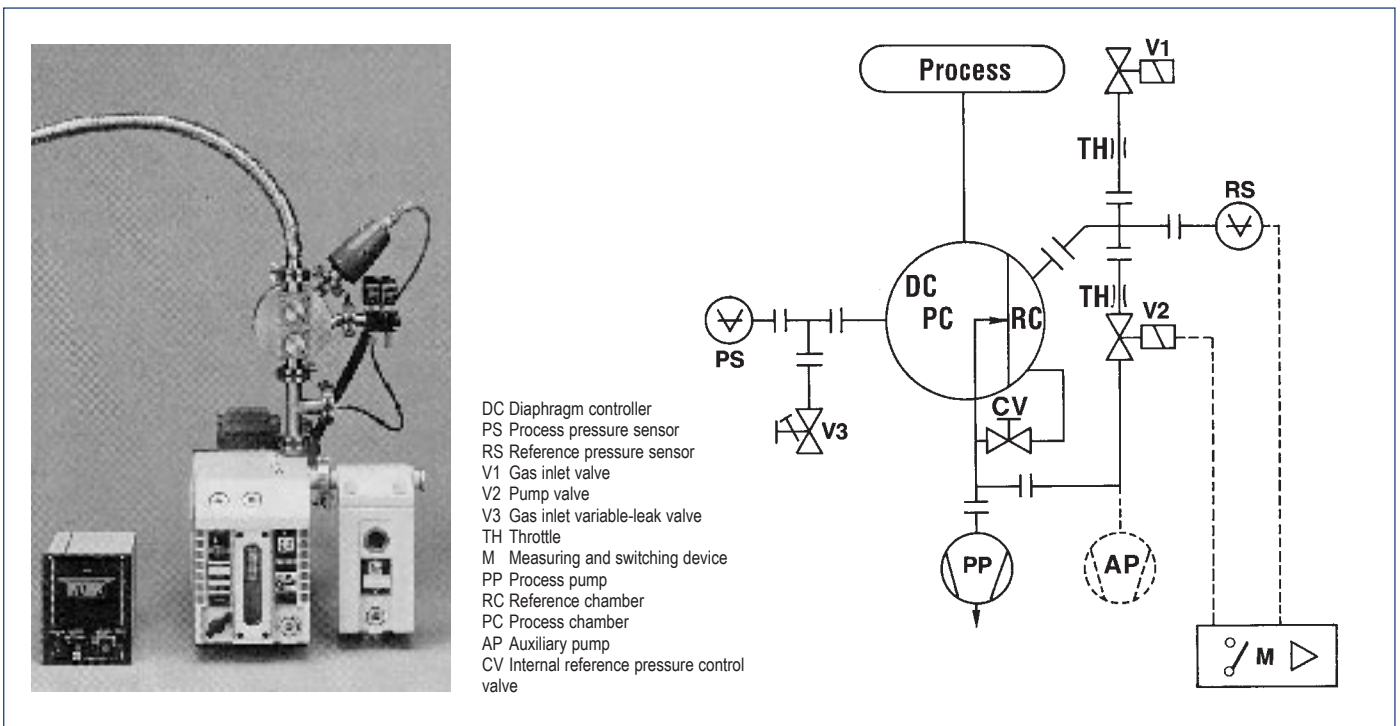 DC Diaphragm controller
PS Process pressure sensor
RS Reference pressure sensor
V1 Gas inlet valve
V2 Pump valve
V3 Gas inlet variable-leak valve
TH Throttle
M Measuring and switching device
PP Process pump
RC Reference chamber
PC Process chamber
AP Auxiliary pump
CV Internal reference pressure control
valve
Process
V1
TH
RS
DC
PC
RC
TH
V2
PS
V3
CV
PP
AP
M